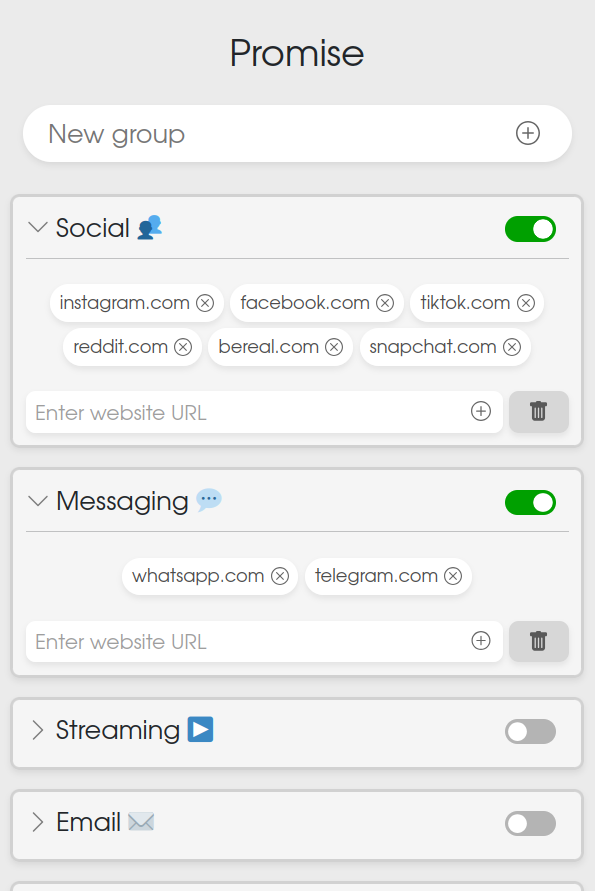 Promise
New group
Social 👥
instagram.com facebook.com tiktok.com
reddit.com bereal.com snapchat.com
Enter website URL
Messaging 💬
whatsapp.com telegram.com
Enter website URL
Streaming ▶️
Email ✉️